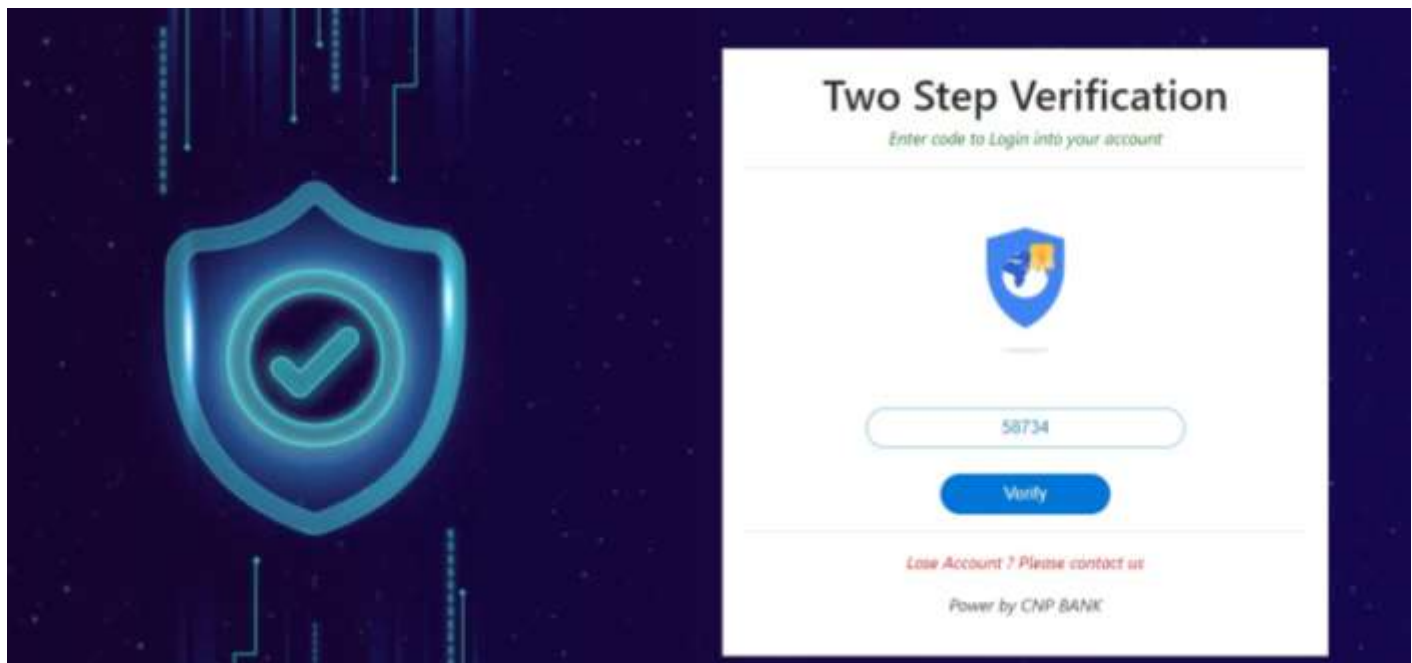 Two Step Verification
Enter code to Login into your account
58734
Verify
Lose Account ? Please contact us
Power by CNP BANK